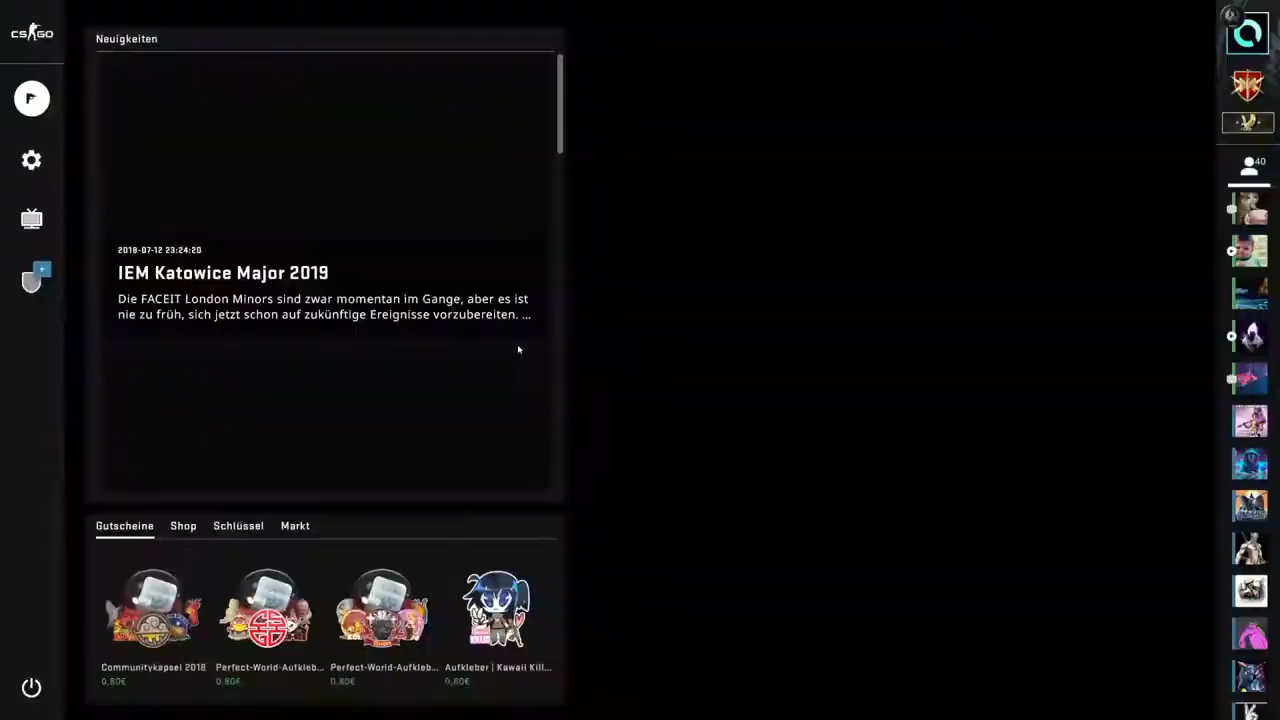 CS GO
Neuigkeiten
2018-07-12 23:24:20
IEM Katowice Major 2019
Die FACEIT London Minors sind zwar momentan im Gange, aber es ist
nie zu früh, sich jetzt schon auf zukünftige Ereignisse vorzubereiten. ...
40
Gutscheine Shop Schlüssel Markt
Communitykapsel 2018 Perfect-World-Aufkleb... Perfect-World-Aufkleb... Aufkleber | Kawaii Kill...
0,80€ 0,80€ 0,80€ 0,80€